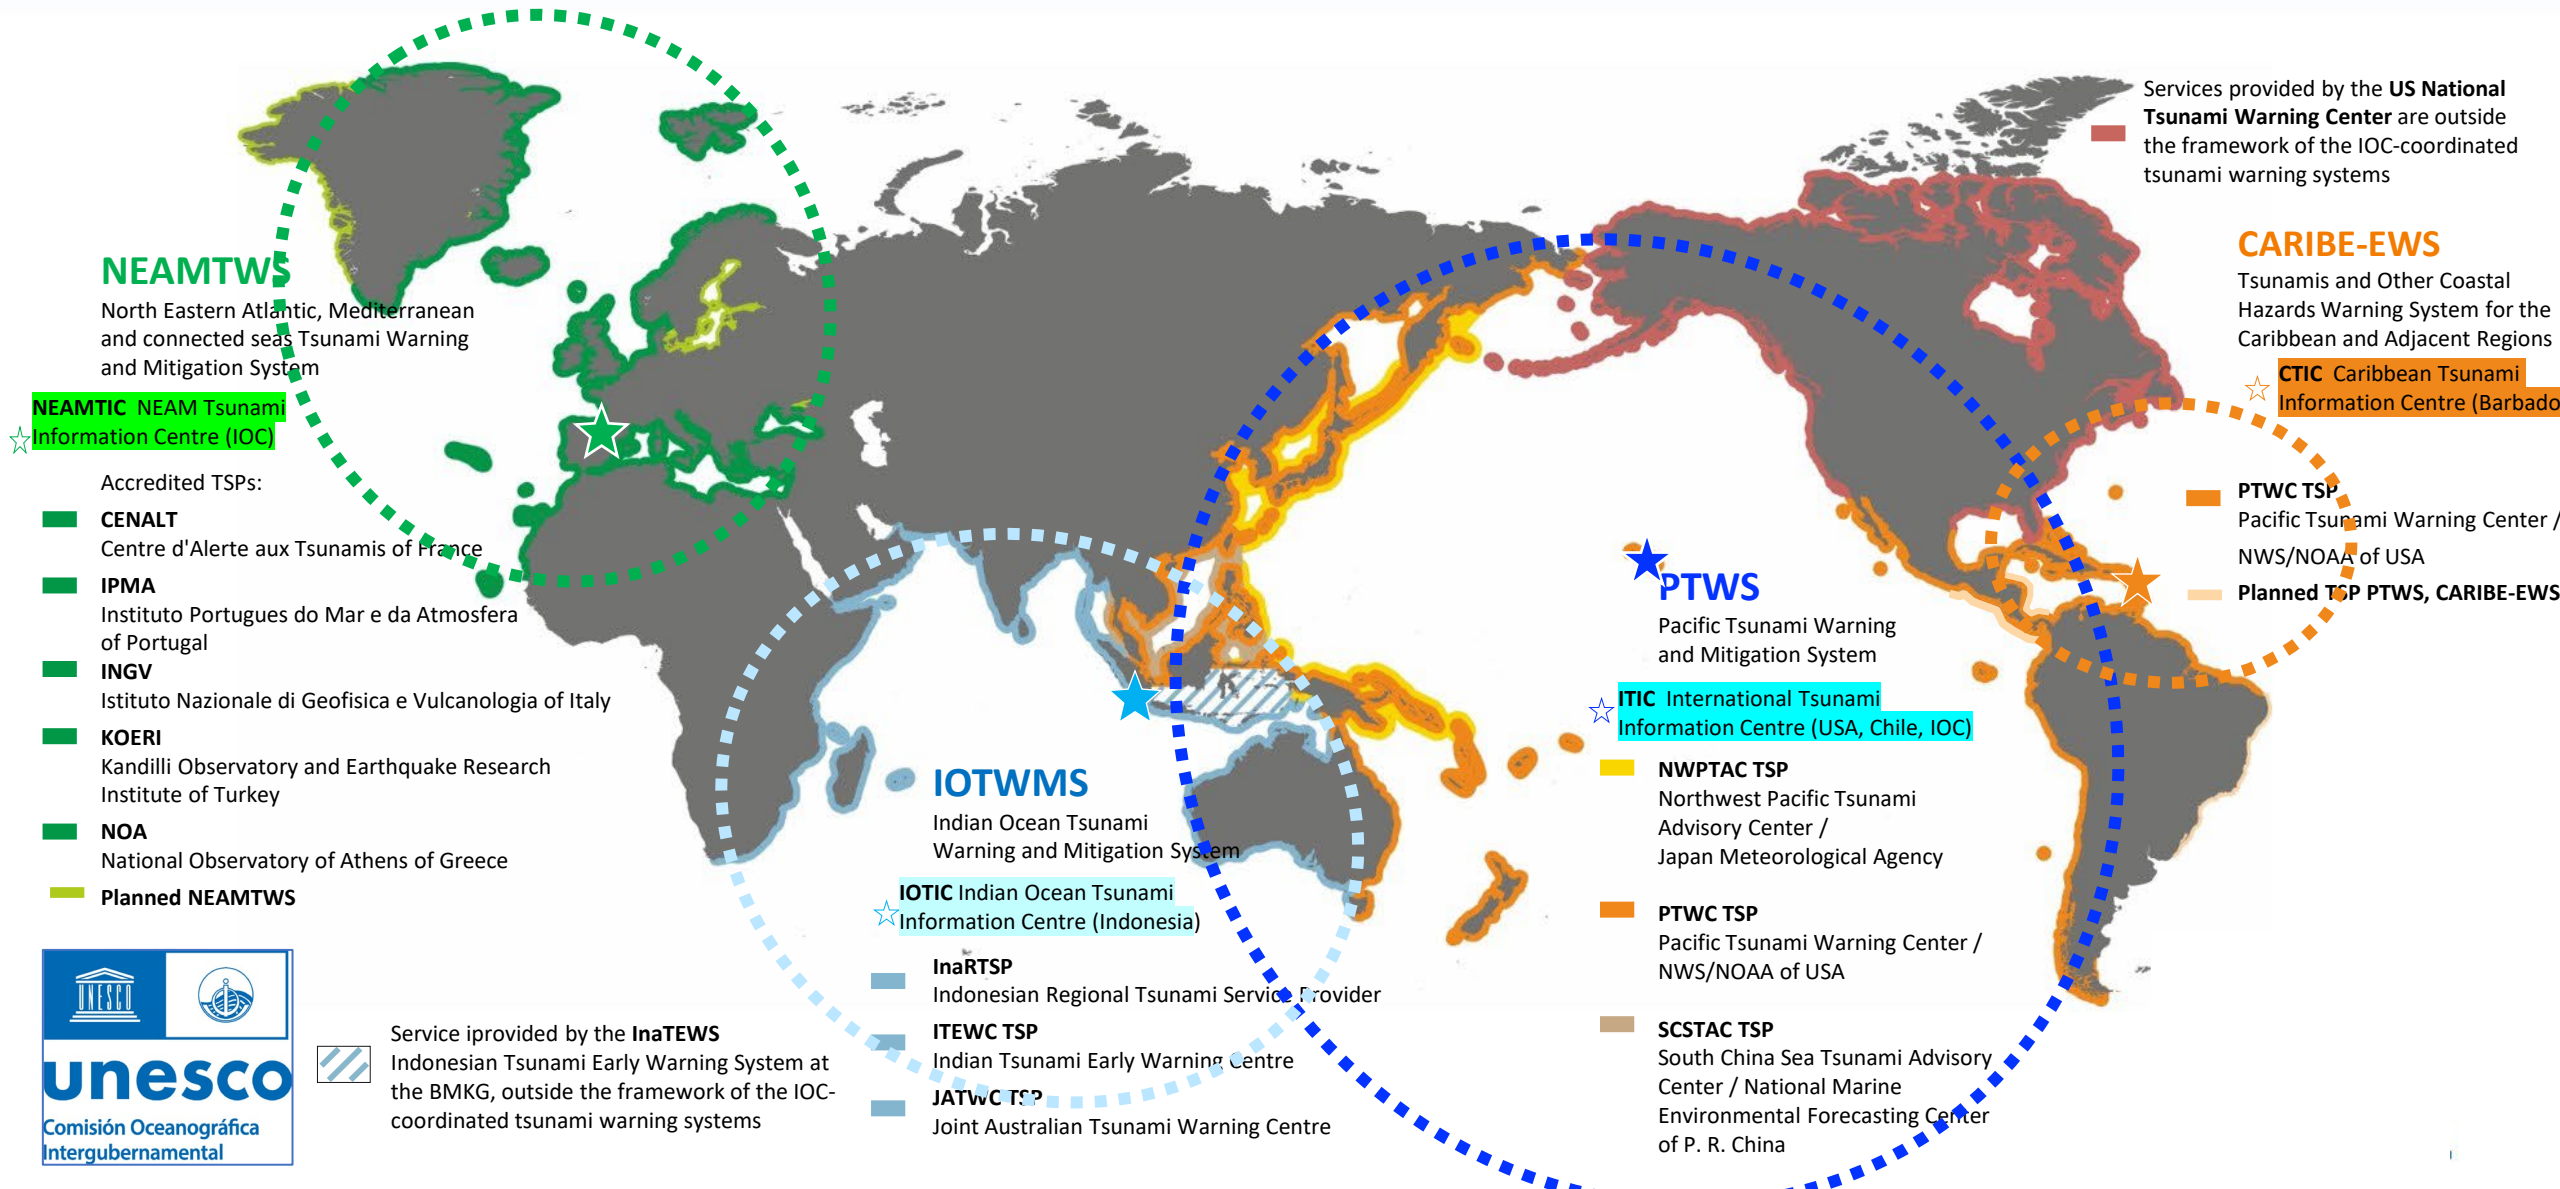 NEAMTWS
North Eastern Atlantic, Mediterranean
and connected seas Tsunami Warning
and Mitigation System
NEAMTIC NEAM Tsunami
Information Centre (IOC)
Accredited TSPs:
CENALT
Centre d'Alerte aux Tsunamis of France
IPMA
Instituto Portugues do Mar e da Atmosfera
of Portugal
INGV
Istituto Nazionale di Geofisica e Vulcanologia of Italy
KOERI
Kandilli Observatory and Earthquake Research
Institute of Turkey
NOA
National Observatory of Athens of Greece
Planned NEAMTWS
UNESCO
unesco
Comisión Oceanográfica
Intergubernamental
Service iprovided by the InaTEWS
Indonesian Tsunami Early Warning System at
the BMKG, outside the framework of the IOC-
coordinated tsunami warning systems
IOTWMS
Indian Ocean Tsunami
Warning and Mitigation System
IOTIC Indian Ocean Tsunami
Information Centre (Indonesia)
InaRTSP
Indonesian Regional Tsunami Service Provider
ITEWC TSP
Indian Tsunami Early Warning Centre
JATWC TSP
Joint Australian Tsunami Warning Centre
PTWS
Pacific Tsunami Warning
and Mitigation System
ITIC International Tsunami
Information Centre (USA, Chile, IOC)
NWPTAC TSP
Northwest Pacific Tsunami
Advisory Center /
Japan Meteorological Agency
PTWC TSP
Pacific Tsunami Warning Center /
NWS/NOAA of USA
SCSTAC TSP
South China Sea Tsunami Advisory
Center / National Marine
Environmental Forecasting Center
of P. R. China
Services provided by the US National
Tsunami Warning Center are outside
the framework of the IOC-coordinated
tsunami warning systems
CARIBE-EWS
Tsunamis and Other Coastal
Hazards Warning System for the
Caribbean and Adjacent Regions
CTIC Caribbean Tsunami
Information Centre (Barbado
PTWC TSP
Pacific Tsunami Warning Center /
NWS/NOAA of USA
Planned TSP PTWS, CARIBE-EWS